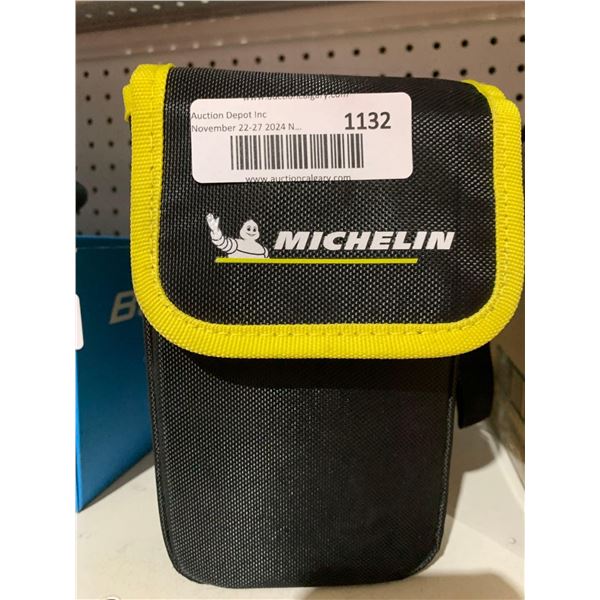 www.auctioncalgary.com
Auction Depot Inc
November 22-27 2024 N...
1132
www.auctioncalgary.com
MICHELIN